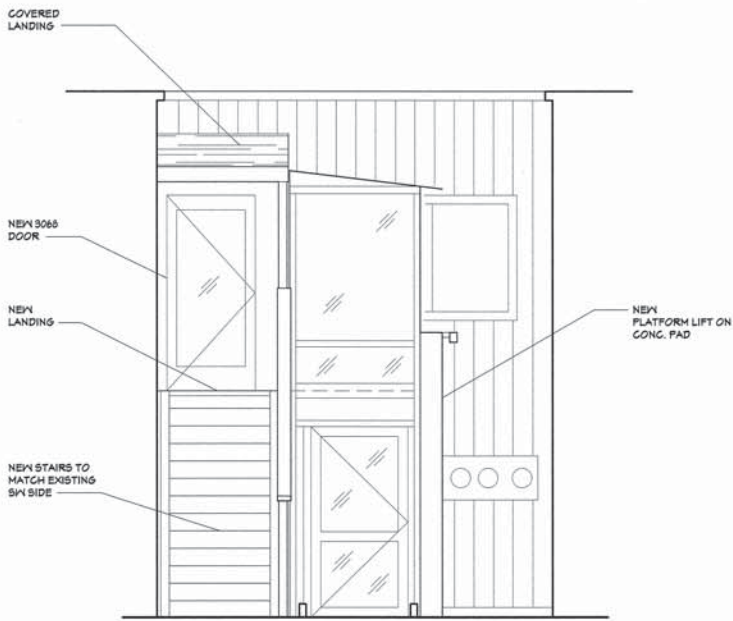 COVERED
LANDING
NEW 3068
DOOR
NEW
LANDING
NEW STAIRS TO
MATCH EXISTING
SW SIDE
NEW
PLATFORM LIFT ON
CONC. PAD